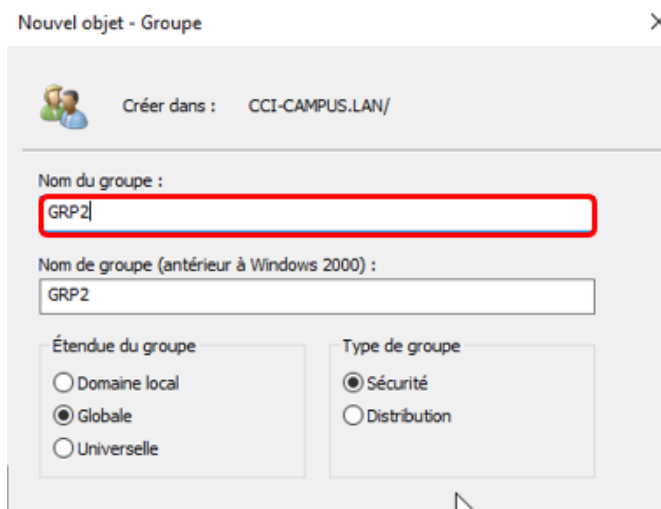 Nouvel objet - Groupe
Créer dans : CCI-CAMPUS.LAN/
Nom du groupe :
GRP2
Nom de groupe (antérieur à Windows 2000) :
GRP2
Étendue du groupe
Domaine local
Globale
Universelle
Type de groupe
Sécurité
Distribution